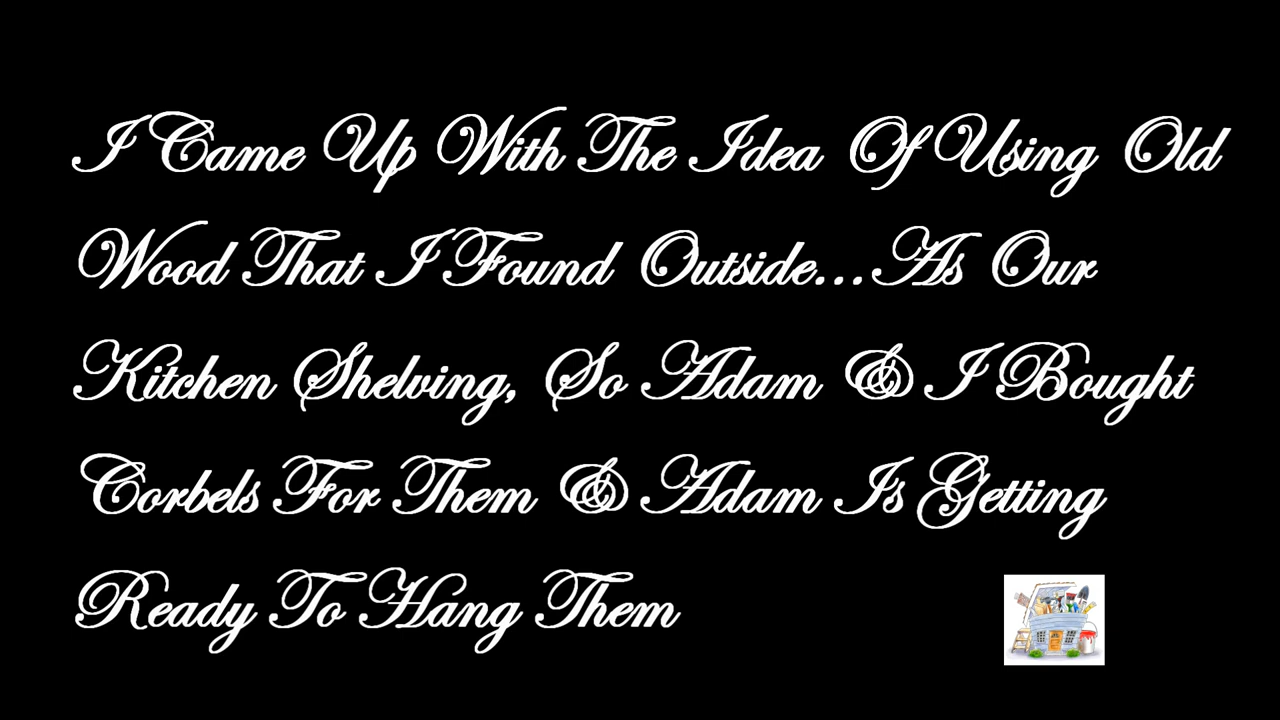 I Came Up With The Idea Of Using Old
Wood That I Found Outside...As Our
Kitchen Shelving, So Adam & I Bought
Corbels For Them & Adam Is Getting
Ready To Hang Them